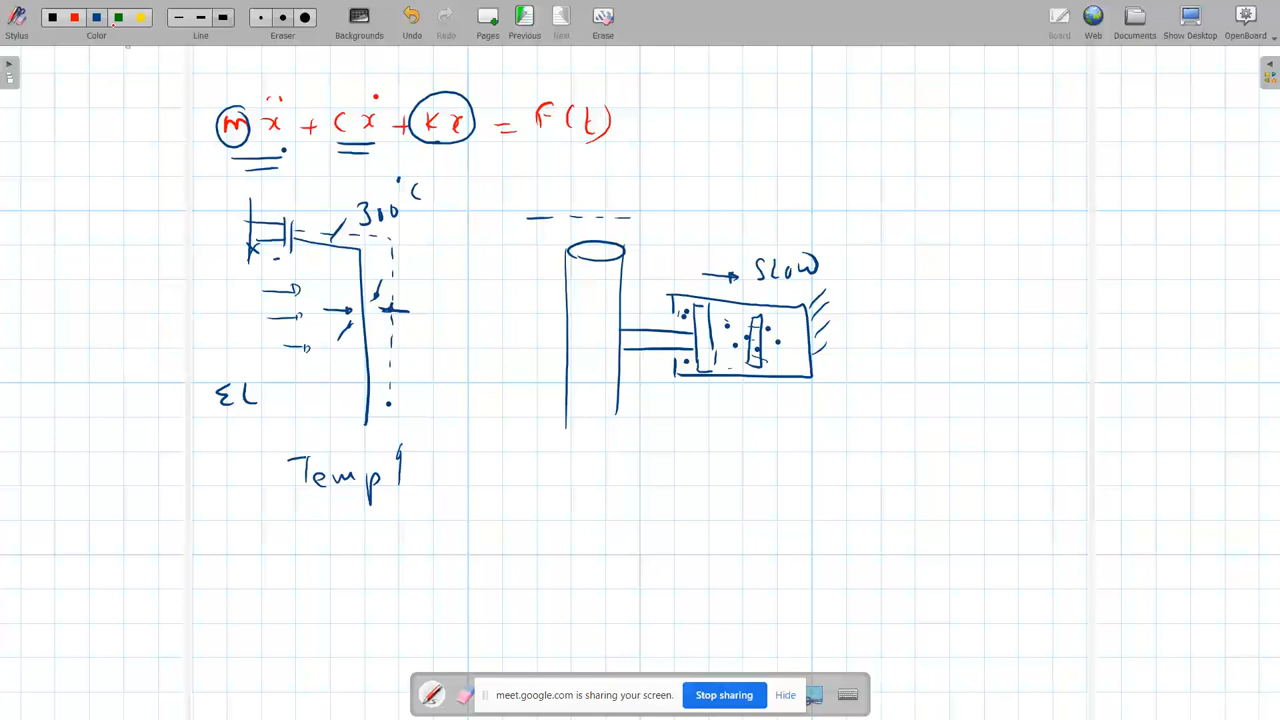 Stylus Color Line Eraser Backgrounds Undo Redo Pages Previous Next Erase Board Web Documents Show Desktop OpenBoard
mẍ + cẋ + Kx = F(t)
300°C
SLOW
ΣL
Temp↑
meet.google.com is sharing your screen. Stop sharing Hide